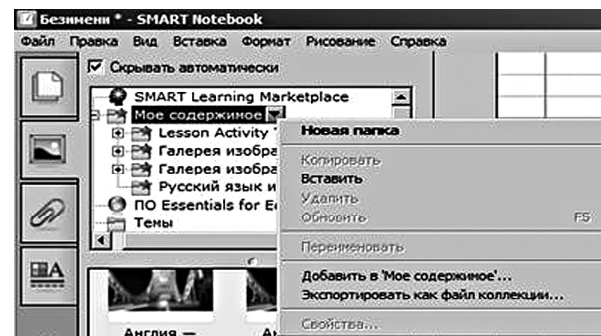 Безимени * - SMART Notebook
Файл Правка Вид Вставка Формат Рисование Справка
Скрывать автоматически
SMART Learning Marketplace
Мое содержимое
Lesson Activity
Галерея изобра
Галерея изобра
Русский язык и
ПО Essentials for E
Темы
Новая папка
Копировать
Вставить
Удалить
Обновить F5
Переименовать
Добавить в 'Мое содержимое'...
Экспортировать как файл коллекции...
Свойства...
Англия —